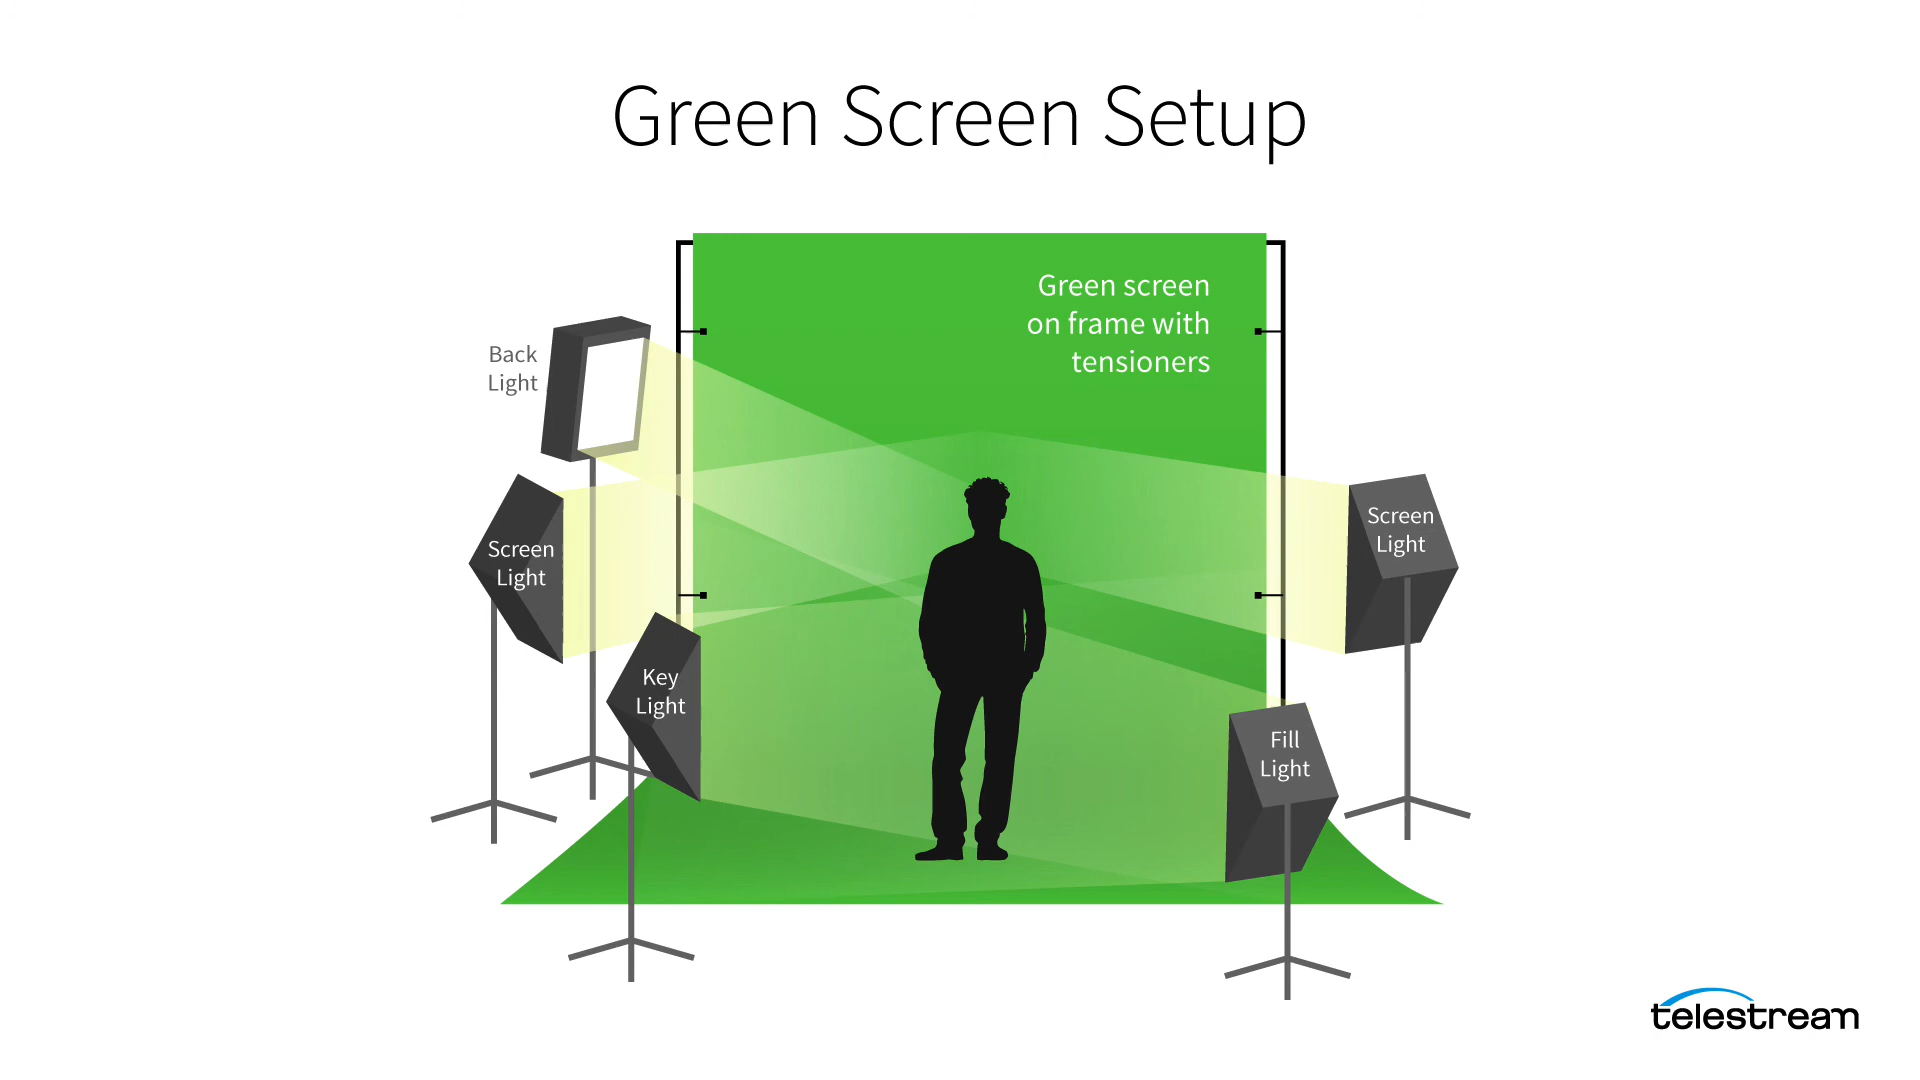 Green Screen Setup
Green screen
on frame with
tensioners
Back
Light
Screen
Light
Screen
Light
Key
Light
Fill
Light
telestream